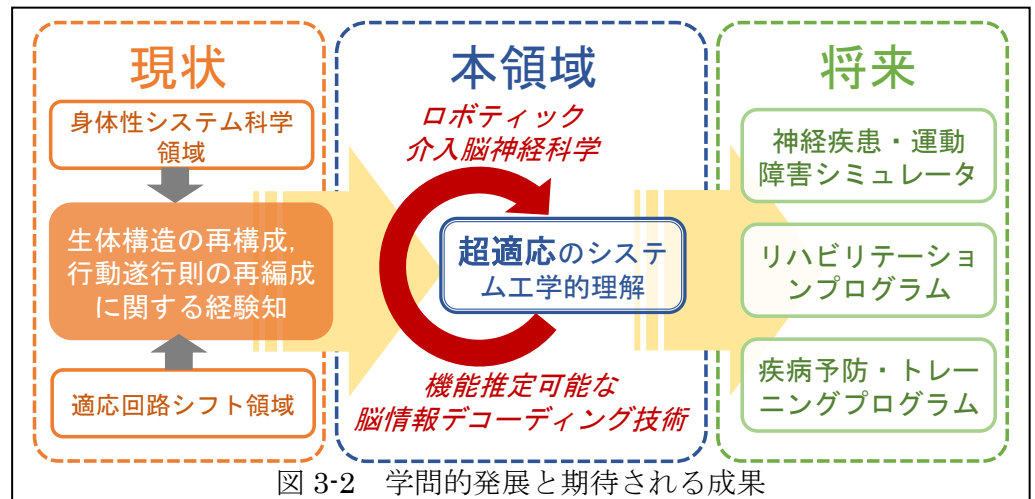 現状
身体性システム科学
領域
生体構造の再構成,
行動遂行則の再編成
に関する経験知
適応回路シフト領域
本領域
ロボティック
介入脳神経科学
超適応のシステ
ム工学的理解
機能推定可能な
脳情報デコーディング技術
将来
神経疾患・運動
障害シミュレータ
リハビリテーショ
ンプログラム
疾病予防・トレー
ニングプログラム
図 3-2 学問的発展と期待される成果